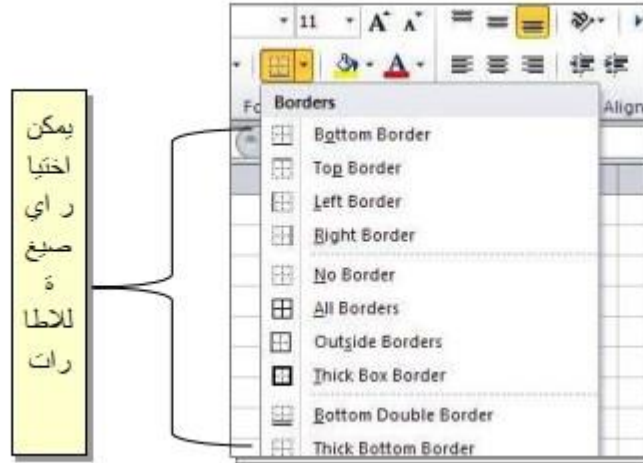 11 A A
A
Fo
Alignm
Borders
Bottom Border
Top Border
Left Border
Right Border
No Border
All Borders
Outside Borders
Thick Box Border
Bottom Double Border
Thick Bottom Border
يمكن
اختيا
ر اي
صيغ
ة
للاطا
رات